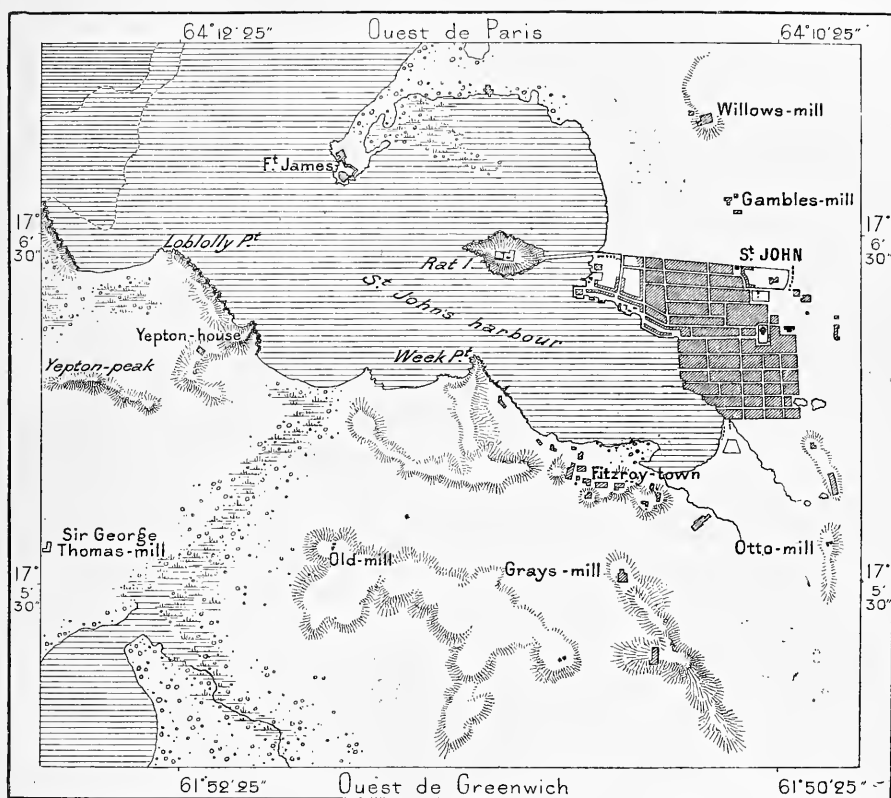 64°12'25" Ouest de Paris 64°10'25"
Willows-mill
Ft. James
Gambles-mill
17°
6'
30"
17°
6'
30"
Loblolly Pt
St JOHN
Rat I.
St John's harbour
Yepton-house
Week Pt
Yepton-peak
Fitzroy-town
Sir George
Thomas-mill
Old-mill
Grays-mill
Otto-mill
17°
5'
30"
17°
5'
30"
61°52'25" Ouest de Greenwich 61°50'25"